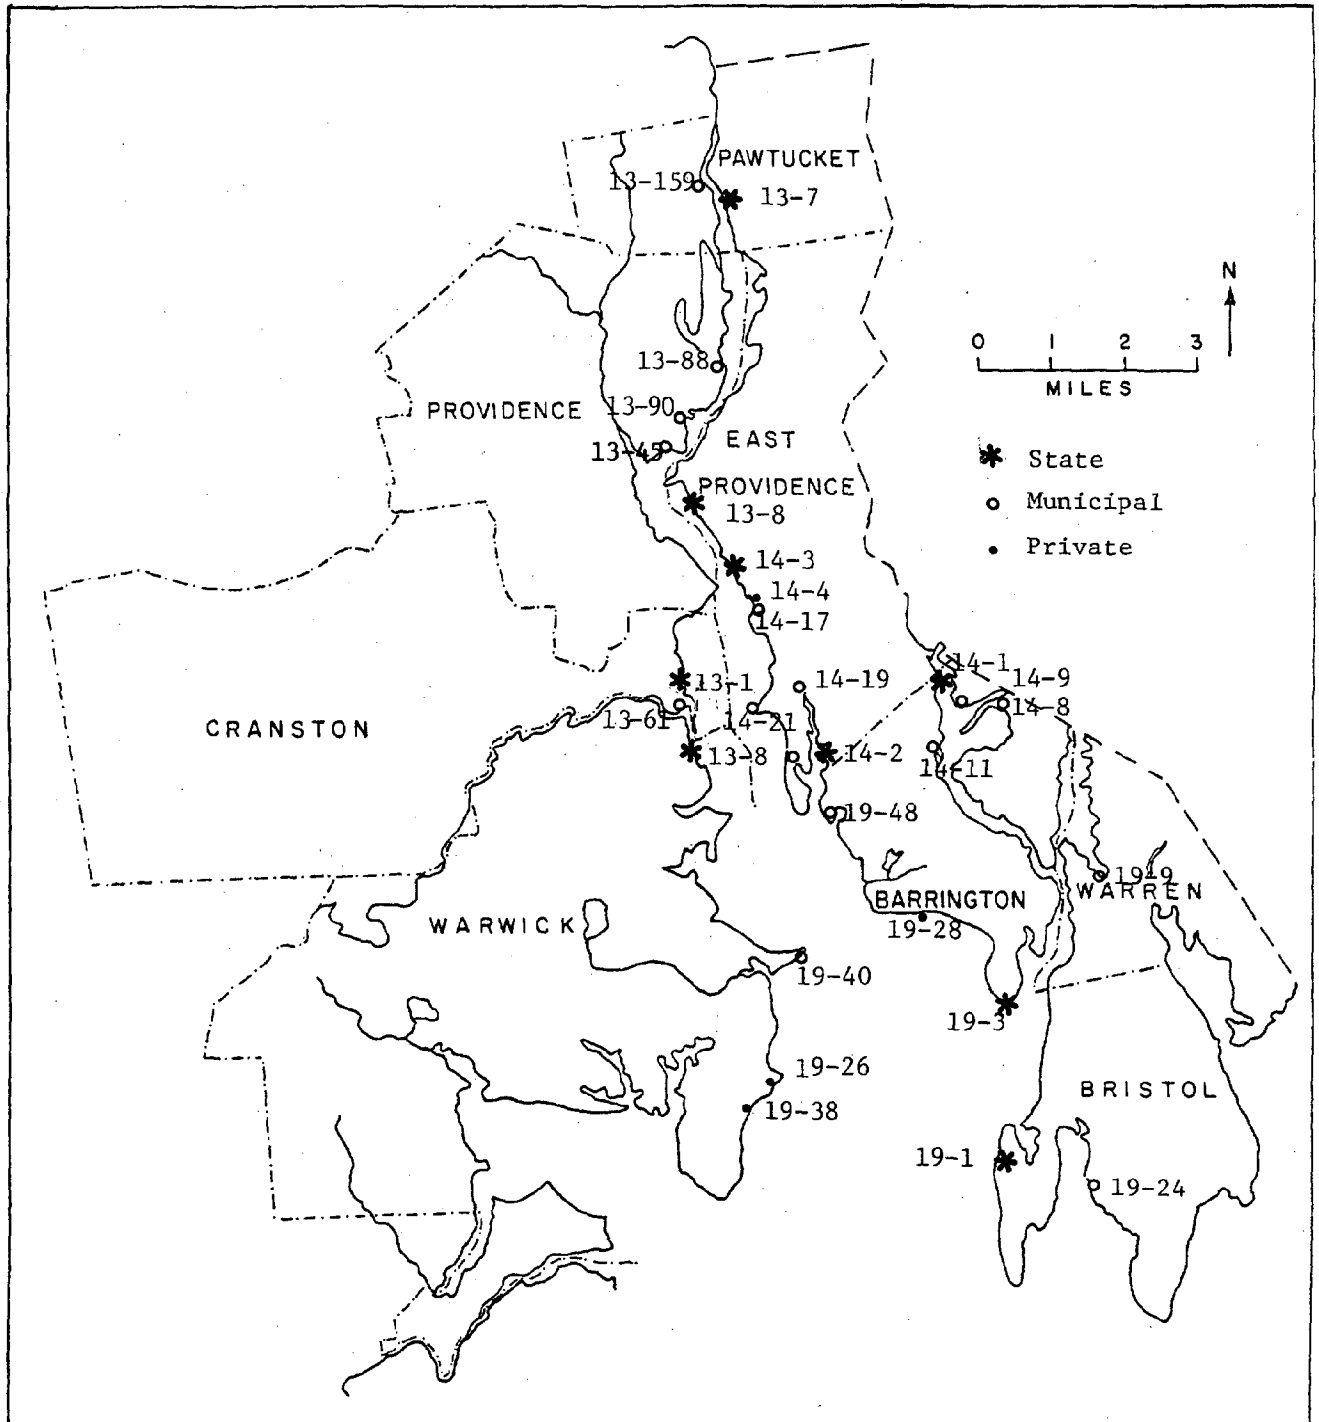 PAWTUCKET
13-159
13-7
N
0 1 2 3
MILES
13-88
PROVIDENCE
13-90
EAST
13-45
State
PROVIDENCE
Municipal
13-8
Private
14-3
14-4
14-17
14-1
14-9
13-1
14-19
14-8
13-61
14-21
CRANSTON
13-8
14-2
14-11
19-48
19-9
WARREN
BARRINGTON
WARWICK
19-28
19-40
19-3
19-26
BRISTOL
19-38
19-1
19-24